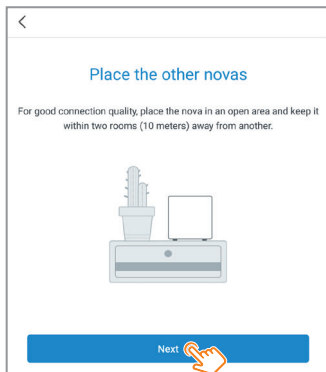 Place the other novas
For good connection quality, place the nova in an open area and keep it
within two rooms (10 meters) away from another.
Next